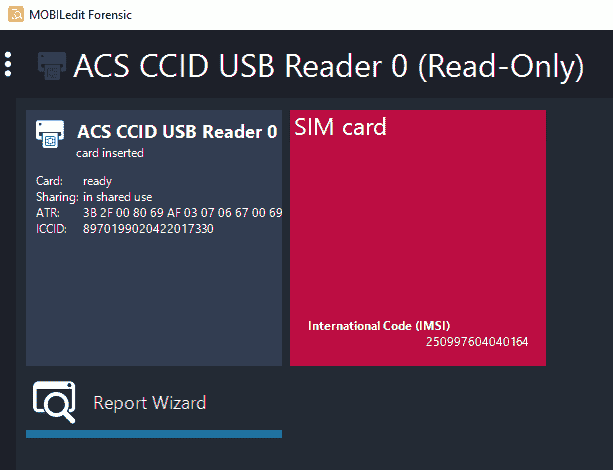 MOBILedit Forensic
ACS CCID USB Reader 0 (Read-Only)
ACS CCID USB Reader 0
card inserted
Card: ready
Sharing: in shared use
ATR: 3B 2F 00 80 69 AF 03 07 06 67 00 69
ICCID: 8970199020422017330
SIM card
International Code (IMSI)
250997604040164
Report Wizard